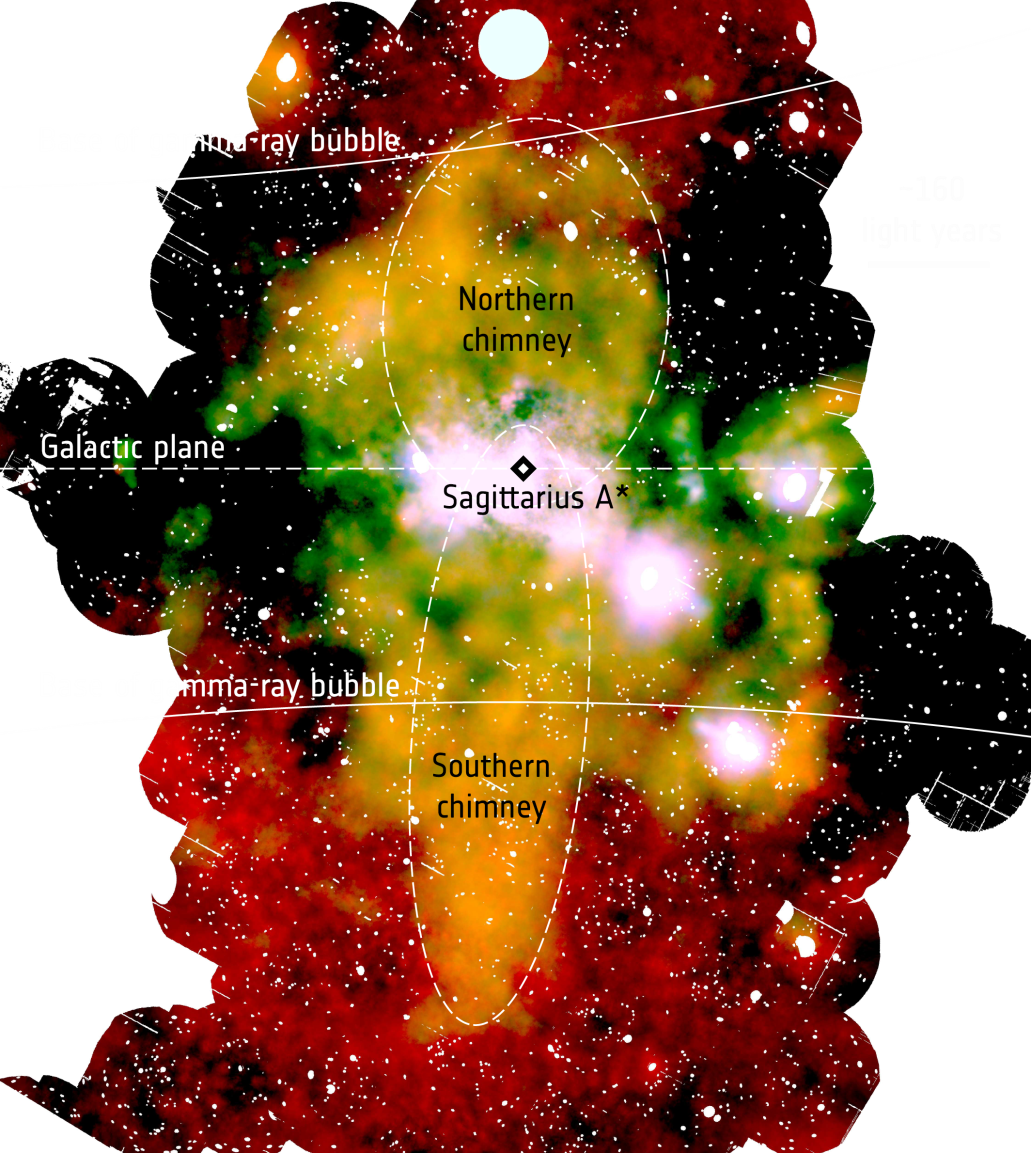 mma-ray bubble
~160
light years
Northern
chimney
Galactic plane
Sagittarius A*
mma-ray bubble
Southern
chimney